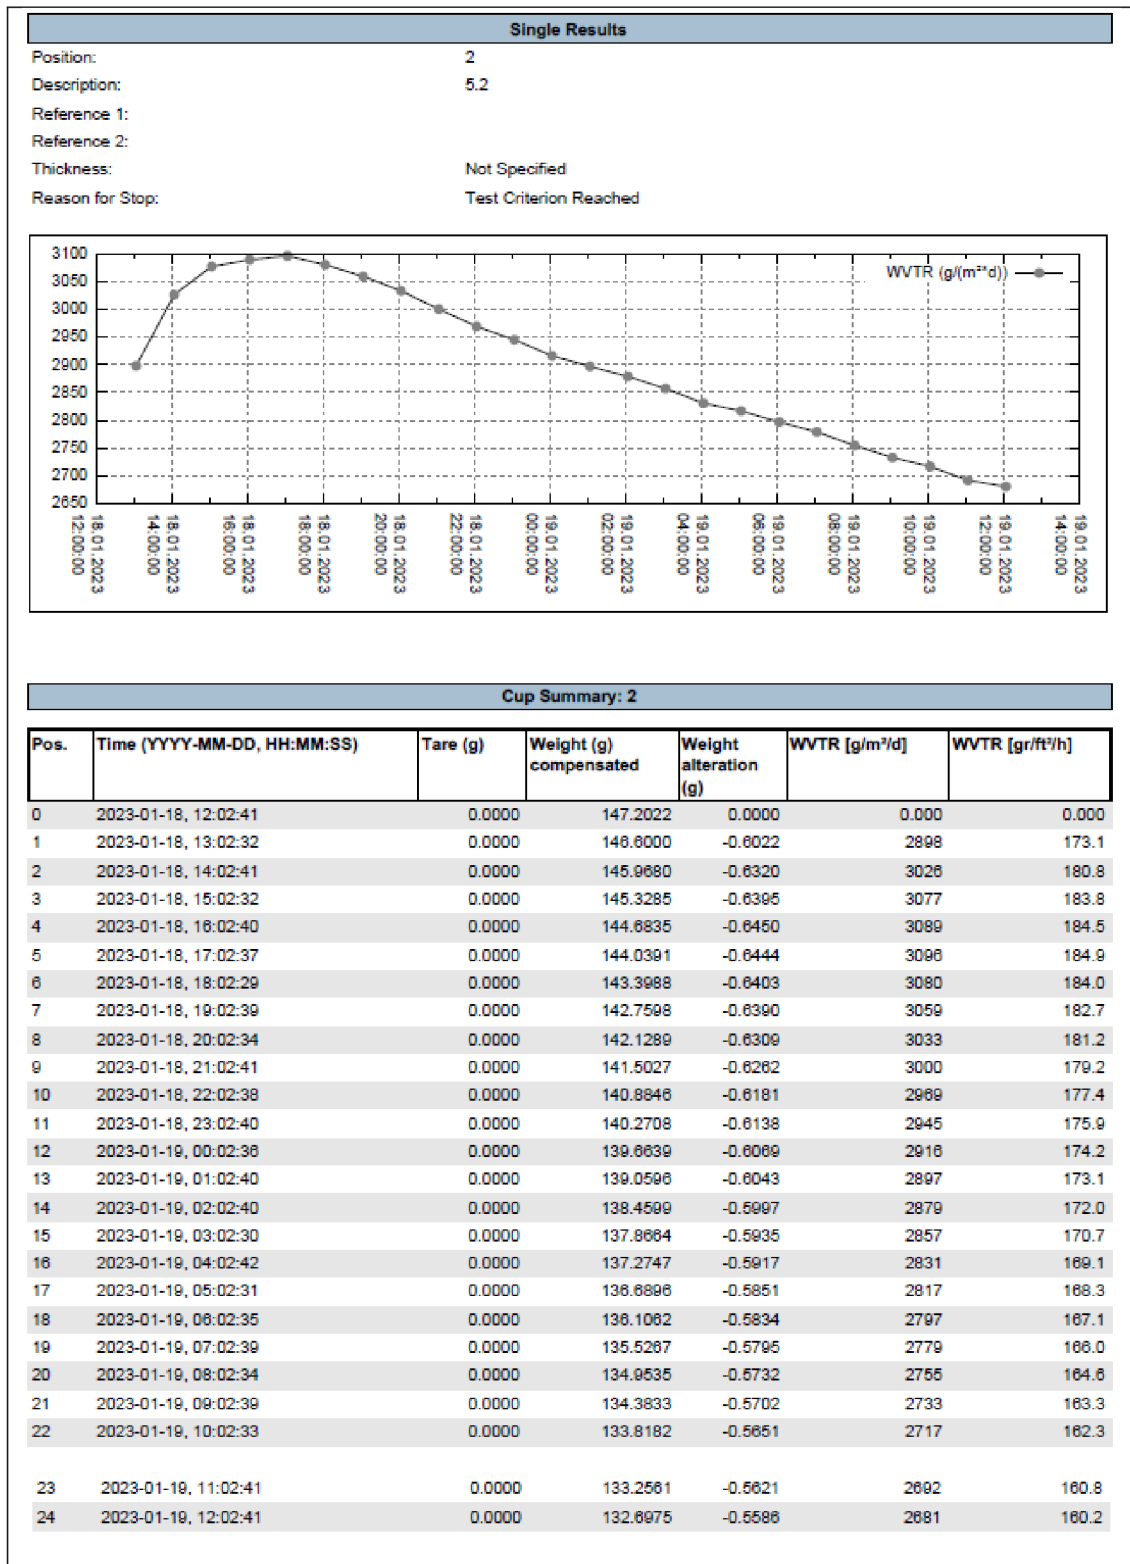 Single Results
Position: 2
Description: 5.2
Reference 1:
Reference 2:
Thickness: Not Specified
Reason for Stop: Test Criterion Reached
WVTR (g/(m²*d))
3100
3050
3000
2950
2900
2850
2800
2750
2700
2650
18.01.2023 12:00:00
18.01.2023 14:00:00
18.01.2023 16:00:00
18.01.2023 18:00:00
18.01.2023 20:00:00
18.01.2023 22:00:00
19.01.2023 00:00:00
19.01.2023 02:00:00
19.01.2023 04:00:00
19.01.2023 06:00:00
19.01.2023 08:00:00
19.01.2023 10:00:00
19.01.2023 12:00:00
19.01.2023 14:00:00
Cup Summary: 2
Pos. Time (YYYY-MM-DD, HH:MM:SS) Tare (g) Weight (g) compensated Weight alteration (g) WVTR [g/m²/d] WVTR [gr/ft²/h]
0 2023-01-18, 12:02:41 0.0000 147.2022 0.0000 0.000 0.000
1 2023-01-18, 13:02:32 0.0000 146.6000 -0.6022 2898 173.1
2 2023-01-18, 14:02:41 0.0000 145.9680 -0.6320 3026 180.8
3 2023-01-18, 15:02:32 0.0000 145.3285 -0.6395 3077 183.8
4 2023-01-18, 16:02:40 0.0000 144.6835 -0.6450 3089 184.5
5 2023-01-18, 17:02:37 0.0000 144.0391 -0.6444 3096 184.9
6 2023-01-18, 18:02:29 0.0000 143.3988 -0.6403 3080 184.0
7 2023-01-18, 19:02:39 0.0000 142.7598 -0.6390 3059 182.7
8 2023-01-18, 20:02:34 0.0000 142.1289 -0.6309 3033 181.2
9 2023-01-18, 21:02:41 0.0000 141.5027 -0.6262 3000 179.2
10 2023-01-18, 22:02:38 0.0000 140.8846 -0.6181 2969 177.4
11 2023-01-18, 23:02:40 0.0000 140.2708 -0.6138 2945 175.9
12 2023-01-19, 00:02:36 0.0000 139.6639 -0.6069 2916 174.2
13 2023-01-19, 01:02:40 0.0000 139.0596 -0.6043 2897 173.1
14 2023-01-19, 02:02:40 0.0000 138.4599 -0.5997 2879 172.0
15 2023-01-19, 03:02:30 0.0000 137.8664 -0.5935 2857 170.7
16 2023-01-19, 04:02:42 0.0000 137.2747 -0.5917 2831 169.1
17 2023-01-19, 05:02:31 0.0000 136.6896 -0.5851 2817 168.3
18 2023-01-19, 06:02:35 0.0000 136.1062 -0.5834 2797 167.1
19 2023-01-19, 07:02:39 0.0000 135.5267 -0.5795 2779 166.0
20 2023-01-19, 08:02:34 0.0000 134.9535 -0.5732 2755 164.6
21 2023-01-19, 09:02:39 0.0000 134.3833 -0.5702 2733 163.3
22 2023-01-19, 10:02:33 0.0000 133.8182 -0.5651 2717 162.3
23 2023-01-19, 11:02:41 0.0000 133.2561 -0.5621 2692 160.8
24 2023-01-19, 12:02:41 0.0000 132.6975 -0.5586 2681 160.2